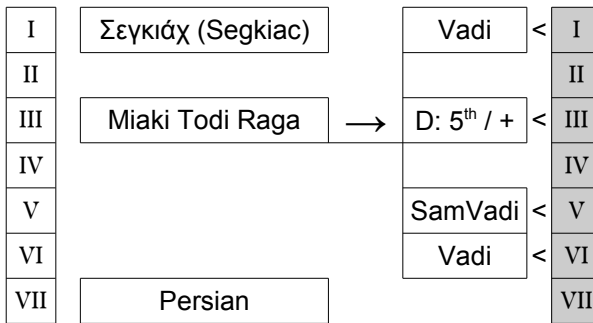 I Σεγκιάχ (Segkiac) Vadi < I
II II
III Miaki Todi Raga → D: 5th / + < III
IV IV
V SamVadi < V
VI Vadi < VI
VII Persian VII